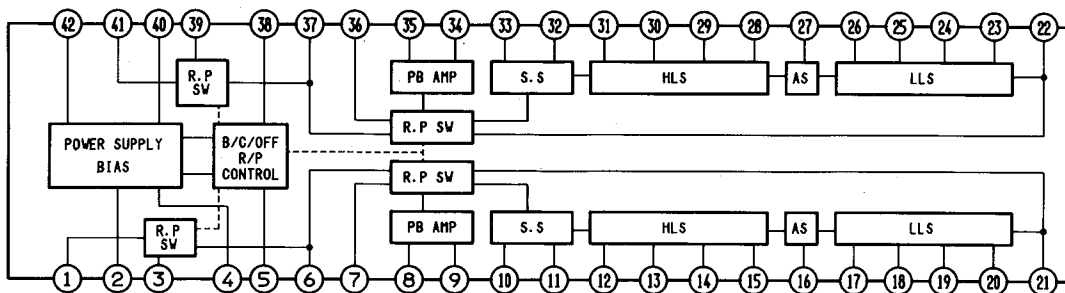 42 41 40 39 38 37 36 35 34 33 32 31 30 29 28 27 26 25 24 23 22
R.P
SW
PB AMP
S.S
HLS
AS
LLS
R.P SW
POWER SUPPLY
BIAS
B/C/OFF
R/P
CONTROL
R.P SW
R.P
SW
PB AMP
S.S
HLS
AS
LLS
1 2 3 4 5 6 7 8 9 10 11 12 13 14 15 16 17 18 19 20 21